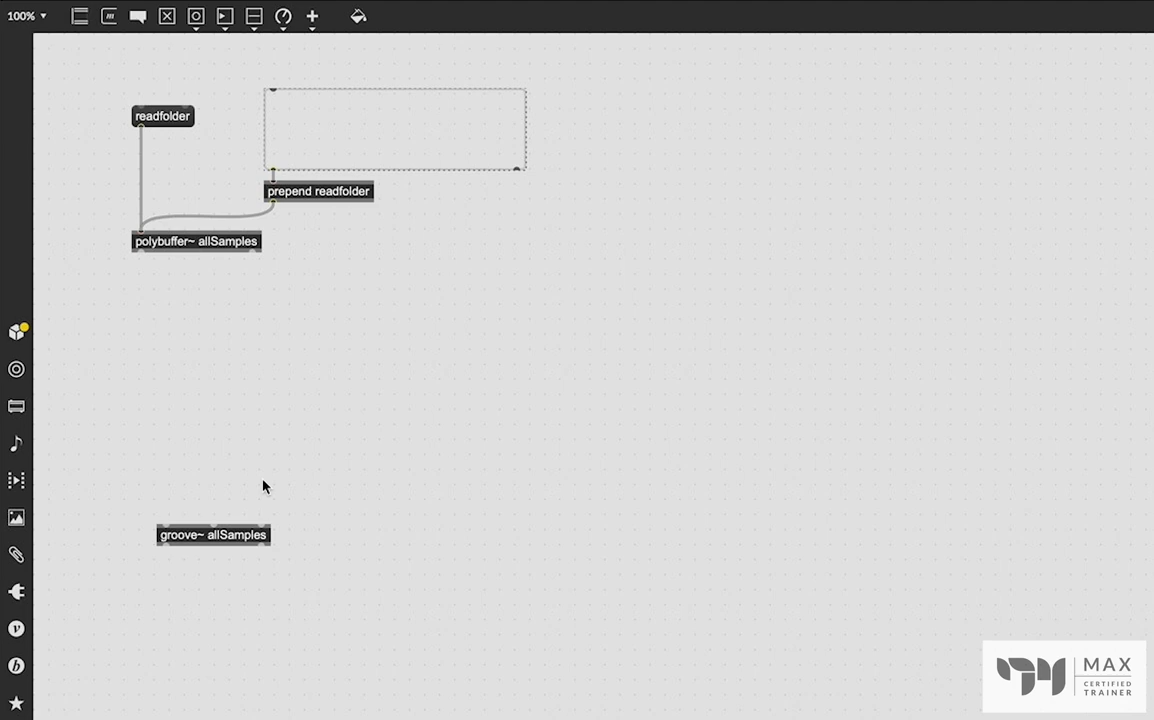 100%
readfolder
prepend readfolder
polybuffer~ allSamples
groove~ allSamples
MAX
CERTIFIED
TRAINER